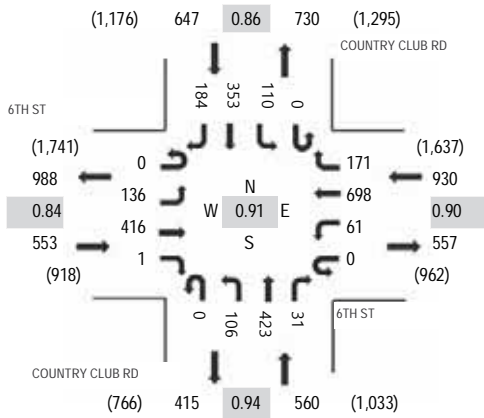 (1,176) 647 0.86 730 (1,295)
COUNTRY CLUB RD
184 353 110 0
6TH ST
(1,741)
988
0.84
553
(918)
0
136
416
1
N
W 0.91 E
S
171
698
61
0
(1,637)
930
0.90
557
(962)
0 106 423 31
6TH ST
COUNTRY CLUB RD
(766) 415 0.94 560 (1,033)